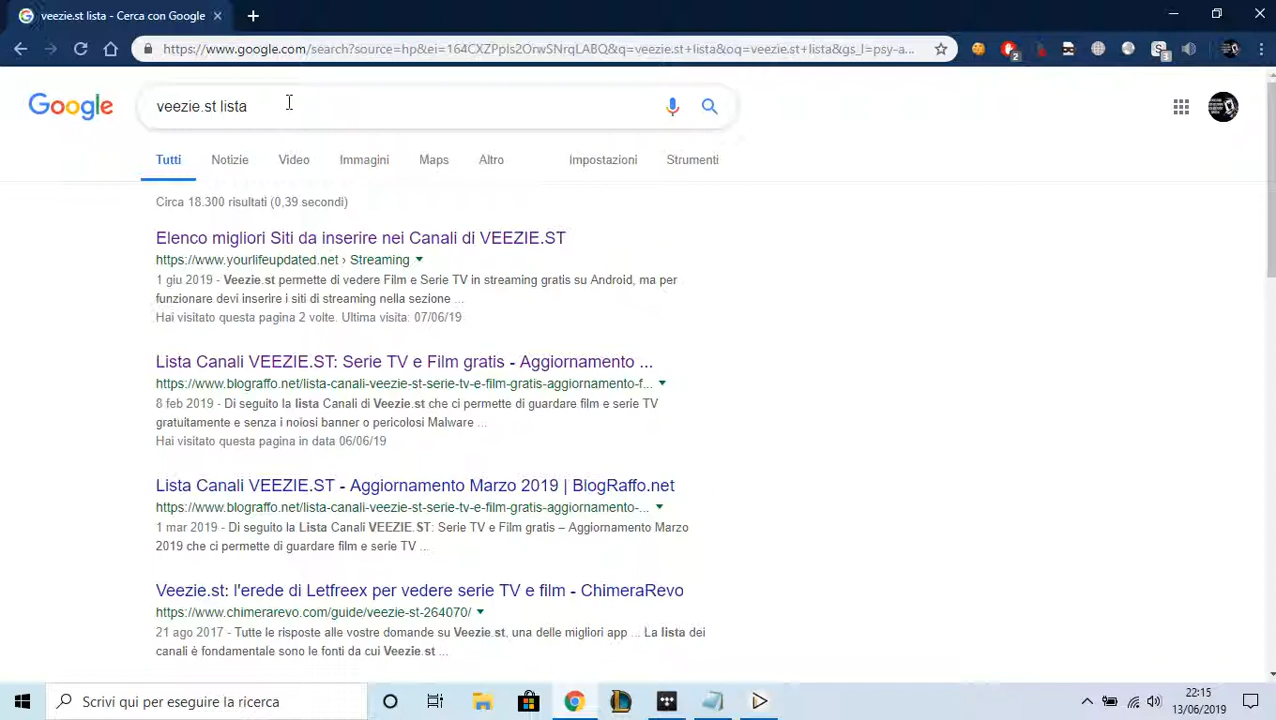 veezie.st lista - Cerca con Google
https://www.google.com/search?source=hp&ei=164CXZPpIs2OrwSNrqLABQ&q=veezie.st+lista&oq=veezie.st+lista&gs_l=psy-a...
2
3
Google
veezie.st lista
Tutti Notizie Video Immagini Maps Altro Impostazioni Strumenti
Circa 18.300 risultati (0,39 secondi)
Elenco migliori Siti da inserire nei Canali di VEEZIE.ST
https://www.yourlifeupdated.net › Streaming
1 giu 2019 - Veezie.st permette di vedere Film e Serie TV in streaming gratis su Android, ma per
funzionare devi inserire i siti di streaming nella sezione ...
Hai visitato questa pagina 2 volte. Ultima visita: 07/06/19
Lista Canali VEEZIE.ST: Serie TV e Film gratis - Aggiornamento ...
https://www.blograffo.net/lista-canali-veezie-st-serie-tv-e-film-gratis-aggiornamento-f...
8 feb 2019 - Di seguito la lista Canali di Veezie.st che ci permette di guardare film e serie TV
gratuitamente e senza i noiosi banner o pericolosi Malware ...
Hai visitato questa pagina in data 06/06/19
Lista Canali VEEZIE.ST - Aggiornamento Marzo 2019 | BlogRaffo.net
https://www.blograffo.net/lista-canali-veezie-st-serie-tv-e-film-gratis-aggiornamento-...
1 mar 2019 - Di seguito la Lista Canali VEEZIE.ST: Serie TV e Film gratis – Aggiornamento Marzo
2019 che ci permette di guardare film e serie TV ...
Veezie.st: l'erede di Letfreex per vedere serie TV e film - ChimeraRevo
https://www.chimerarevo.com/guide/veezie-st-264070/
21 ago 2017 - Tutte le risposte alle vostre domande su Veezie.st, una delle migliori app ... La lista dei
canali è fondamentale sono le fonti da cui Veezie.st ...
Scrivi qui per eseguire la ricerca
22:15
13/06/2019